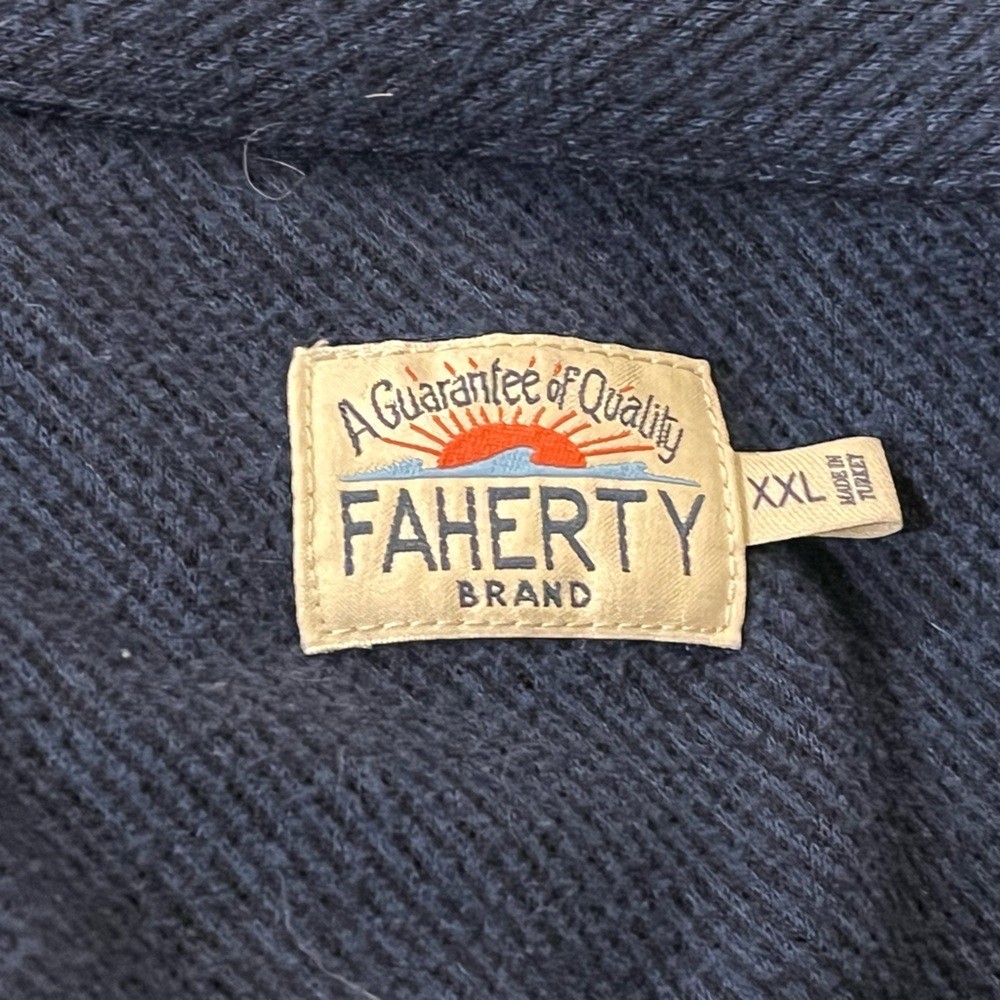 A Guarantee of Quality
FAHERTY
BRAND
XXL
MADE IN
TURKEY